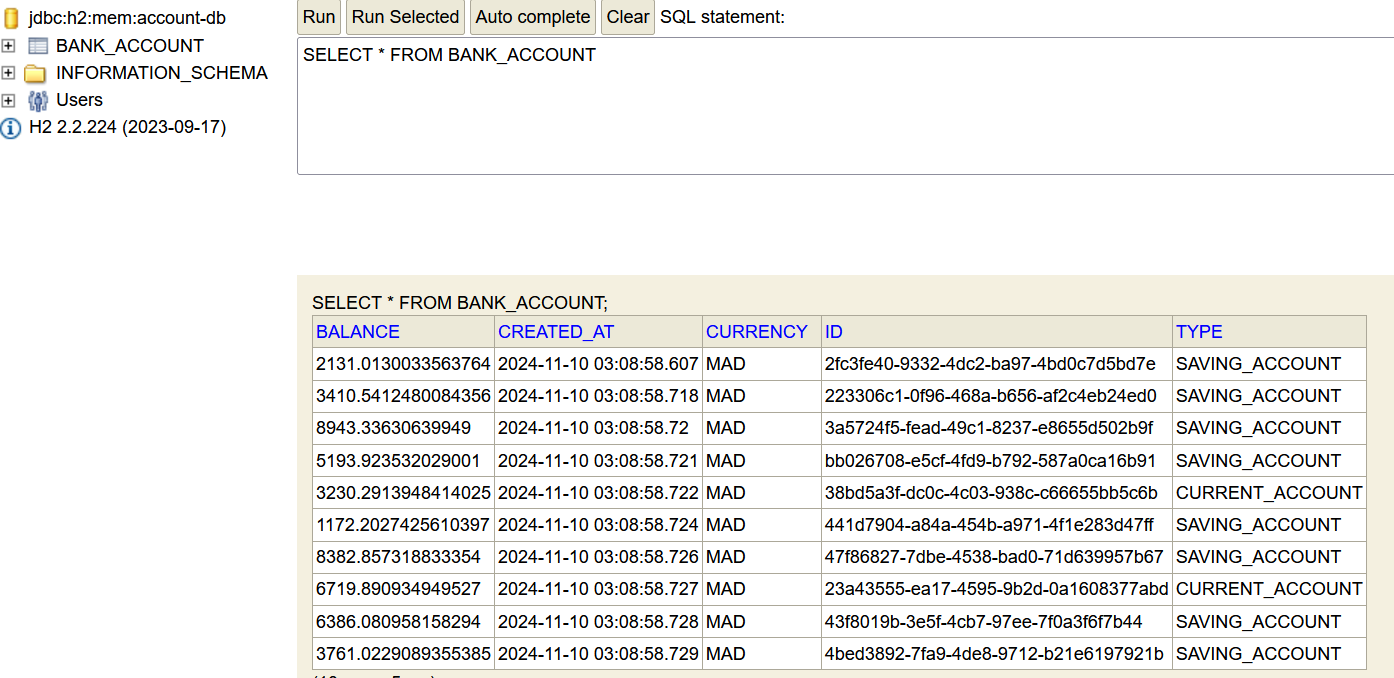 jdbc:h2:mem:account-db
BANK_ACCOUNT
INFORMATION_SCHEMA
Users
H2 2.2.224 (2023-09-17)
Run Run Selected Auto complete Clear SQL statement:
SELECT * FROM BANK_ACCOUNT
SELECT * FROM BANK_ACCOUNT;
BALANCE CREATED_AT CURRENCY ID TYPE
2131.0130033563764 2024-11-10 03:08:58.607 MAD 2fc3fe40-9332-4dc2-ba97-4bd0c7d5bd7e SAVING_ACCOUNT
3410.5412480084356 2024-11-10 03:08:58.718 MAD 223306c1-0f96-468a-b656-af2c4eb24ed0 SAVING_ACCOUNT
8943.33630639949 2024-11-10 03:08:58.72 MAD 3a5724f5-fead-49c1-8237-e8655d502b9f SAVING_ACCOUNT
5193.923532029001 2024-11-10 03:08:58.721 MAD bb026708-e5cf-4fd9-b792-587a0ca16b91 SAVING_ACCOUNT
3230.2913948414025 2024-11-10 03:08:58.722 MAD 38bd5a3f-dc0c-4c03-938c-c66655bb5c6b CURRENT_ACCOUNT
1172.2027425610397 2024-11-10 03:08:58.724 MAD 441d7904-a84a-454b-a971-4f1e283d47ff SAVING_ACCOUNT
8382.857318833354 2024-11-10 03:08:58.726 MAD 47f86827-7dbe-4538-bad0-71d639957b67 SAVING_ACCOUNT
6719.890934949527 2024-11-10 03:08:58.727 MAD 23a43555-ea17-4595-9b2d-0a1608377abd CURRENT_ACCOUNT
6386.080958158294 2024-11-10 03:08:58.728 MAD 43f8019b-3e5f-4cb7-97ee-7f0a3f6f7b44 SAVING_ACCOUNT
3761.0229089355385 2024-11-10 03:08:58.729 MAD 4bed3892-7fa9-4de8-9712-b21e6197921b SAVING_ACCOUNT